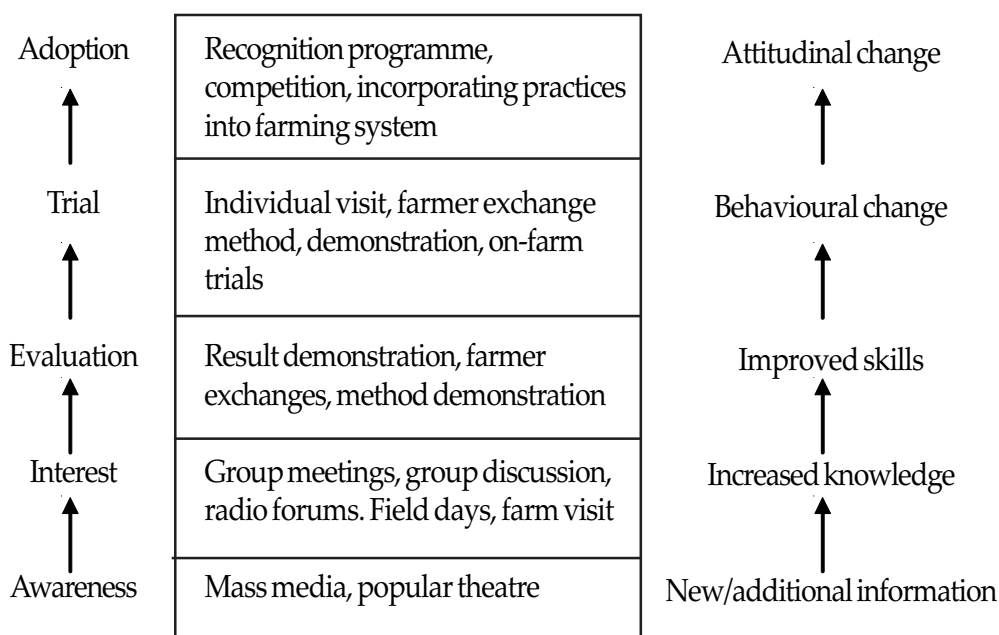 Adoption
Recognition programme,
competition, incorporating practices
into farming system
Attitudinal change
Trial
Individual visit, farmer exchange
method, demonstration, on-farm
trials
Behavioural change
Evaluation
Result demonstration, farmer
exchanges, method demonstration
Improved skills
Interest
Group meetings, group discussion,
radio forums. Field days, farm visit
Increased knowledge
Awareness
Mass media, popular theatre
New/additional information